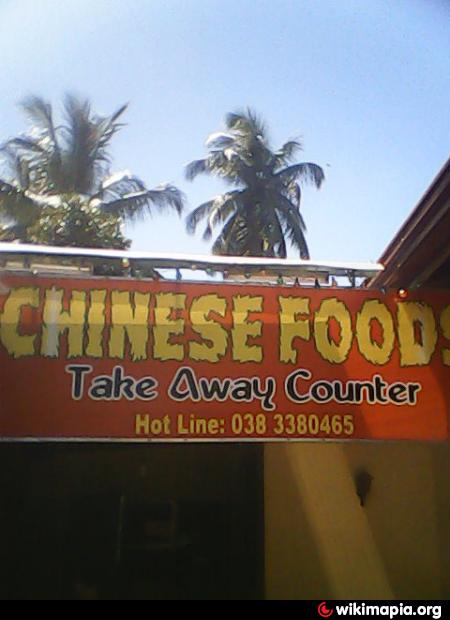 CHINESE FOODS
Take Away Counter
Hot Line: 038 3380465
wikimapia.org